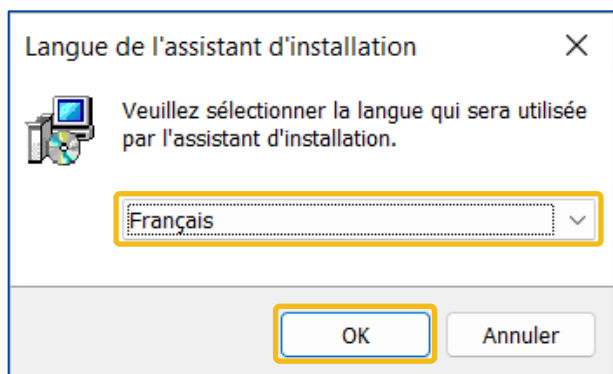 Langue de l'assistant d'installation
Veuillez sélectionner la langue qui sera utilisée
par l'assistant d'installation.
Français
OK
Annuler